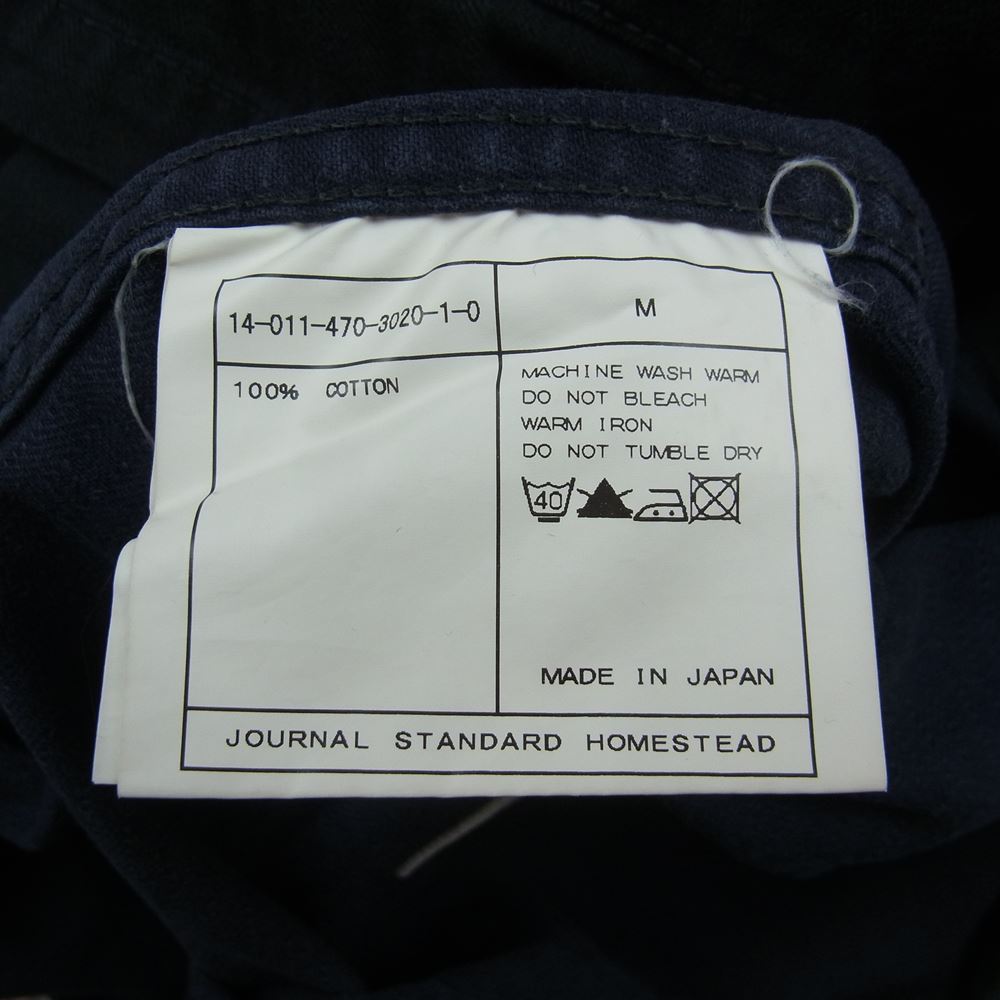 14-011-470-3020-1-0
M
100% COTTON
MACHINE WASH WARM
DO NOT BLEACH
WARM IRON
DO NOT TUMBLE DRY
40
MADE IN JAPAN
JOURNAL STANDARD HOMESTEAD